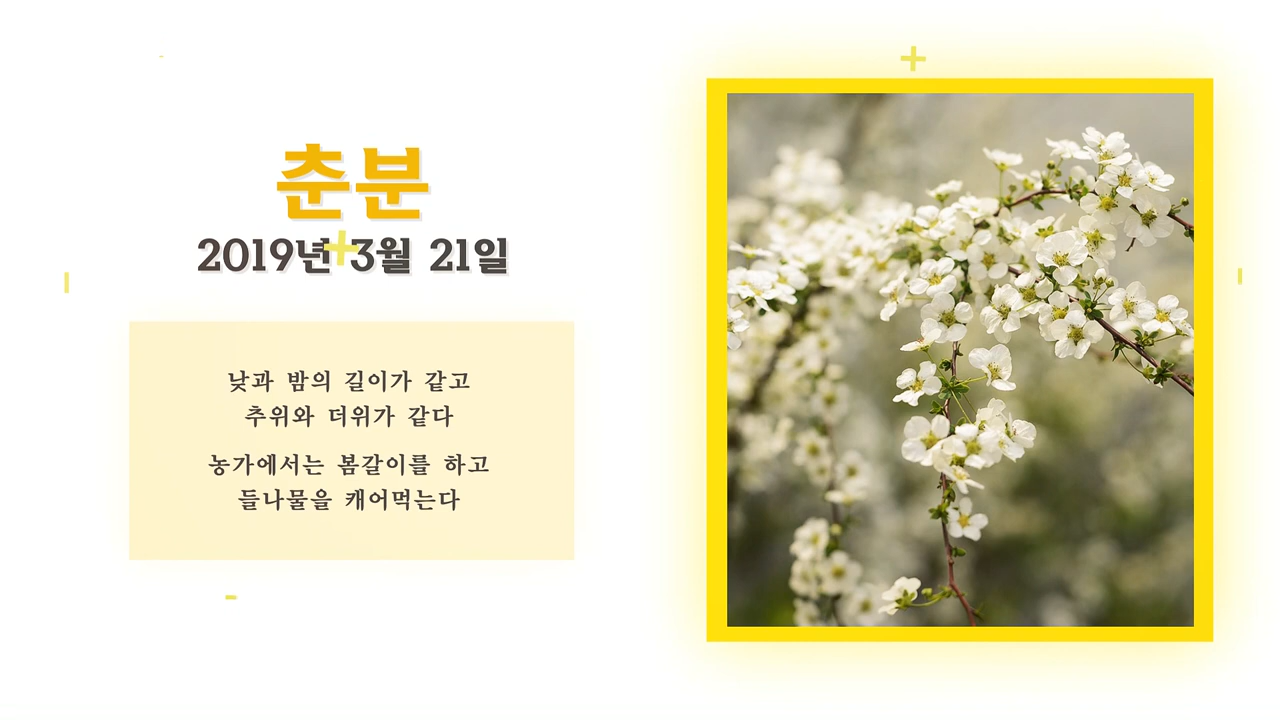 춘분
2019년 3월 21일
낮과 밤의 길이가 같고
추위와 더위가 같다
농가에서는 봄갈이를 하고
들나물을 캐어먹는다